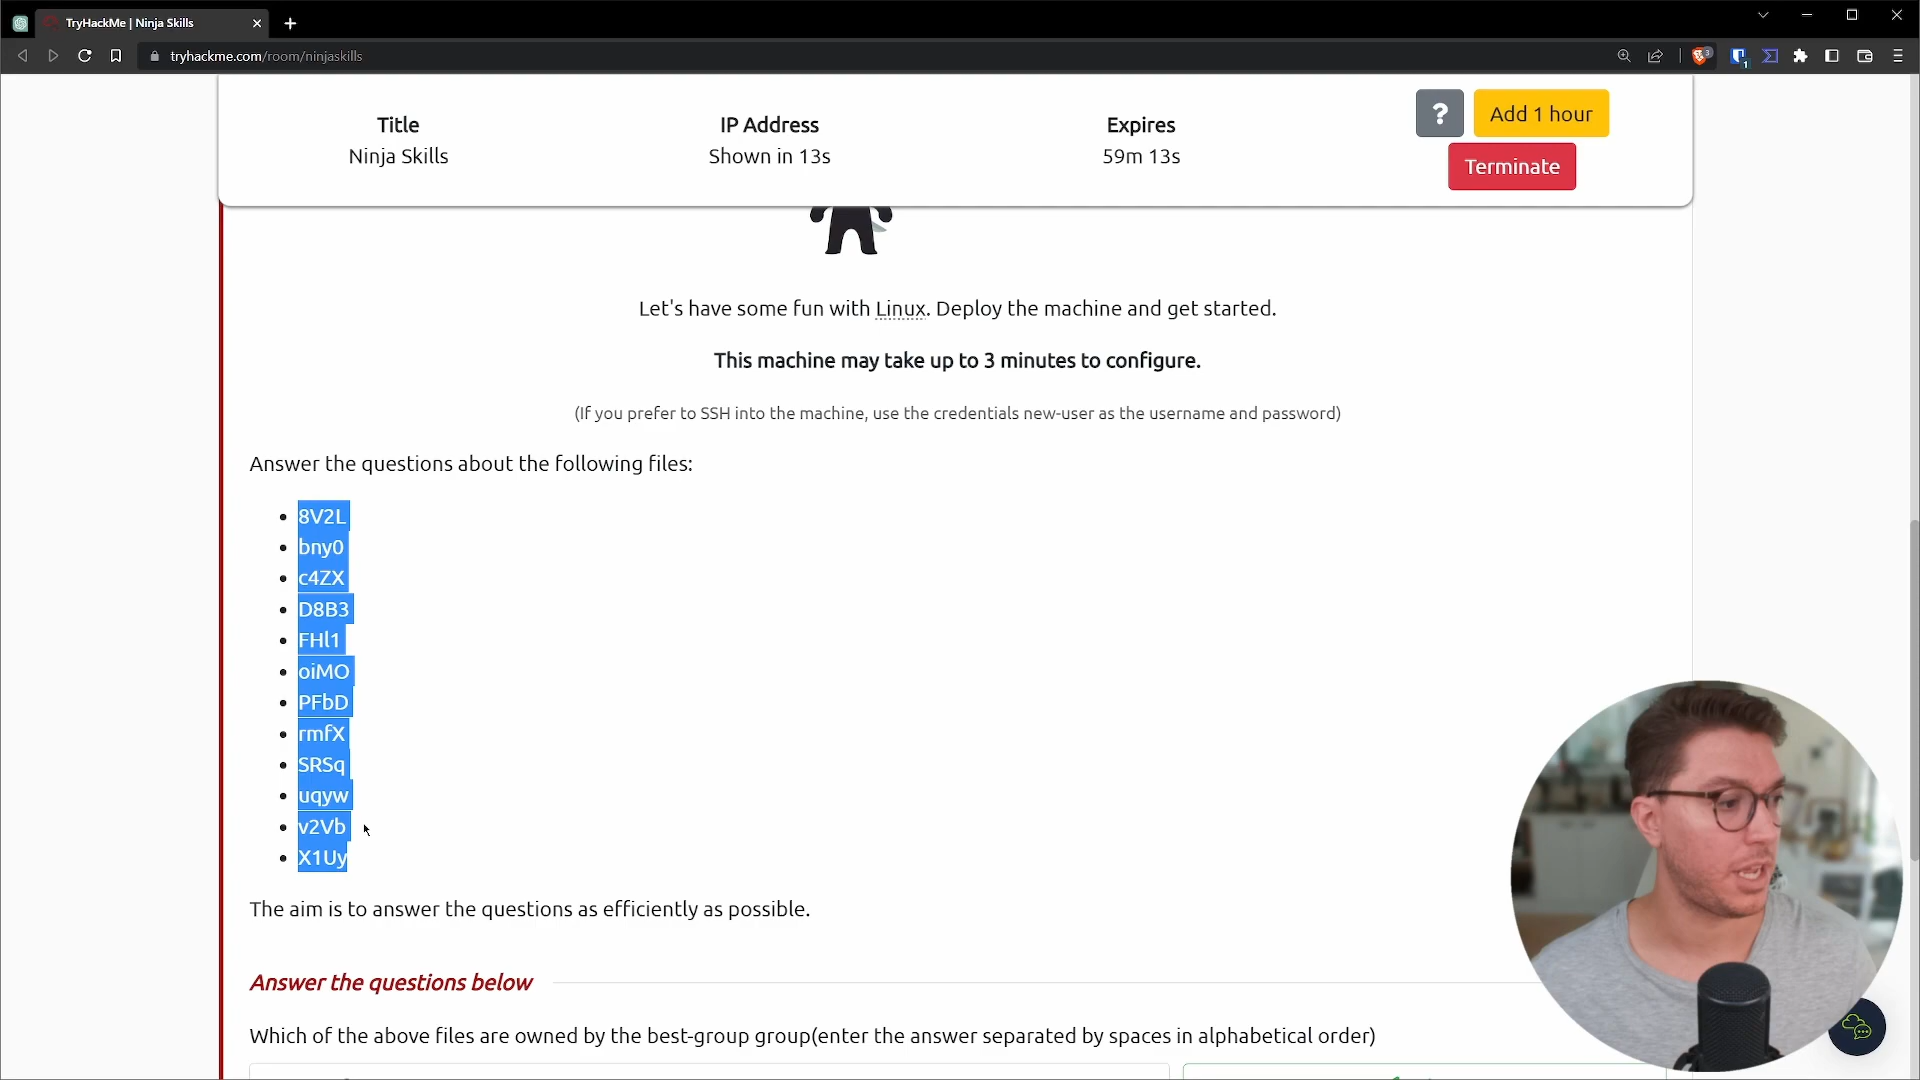 TryHackMe | Ninja Skills
tryhackme.com/room/ninjaskills
3
1
Title
Ninja Skills
IP Address
Shown in 13s
Expires
59m 13s
?
Add 1 hour
Terminate
Let's have some fun with Linux. Deploy the machine and get started.
This machine may take up to 3 minutes to configure.
(If you prefer to SSH into the machine, use the credentials new-user as the username and password)
Answer the questions about the following files:
8V2L
bny0
c4ZX
D8B3
FHl1
oiMO
PFbD
rmfX
SRSq
uqyw
v2Vb
X1Uy
The aim is to answer the questions as efficiently as possible.
Answer the questions below
Which of the above files are owned by the best-group group(enter the answer separated by spaces in alphabetical order)